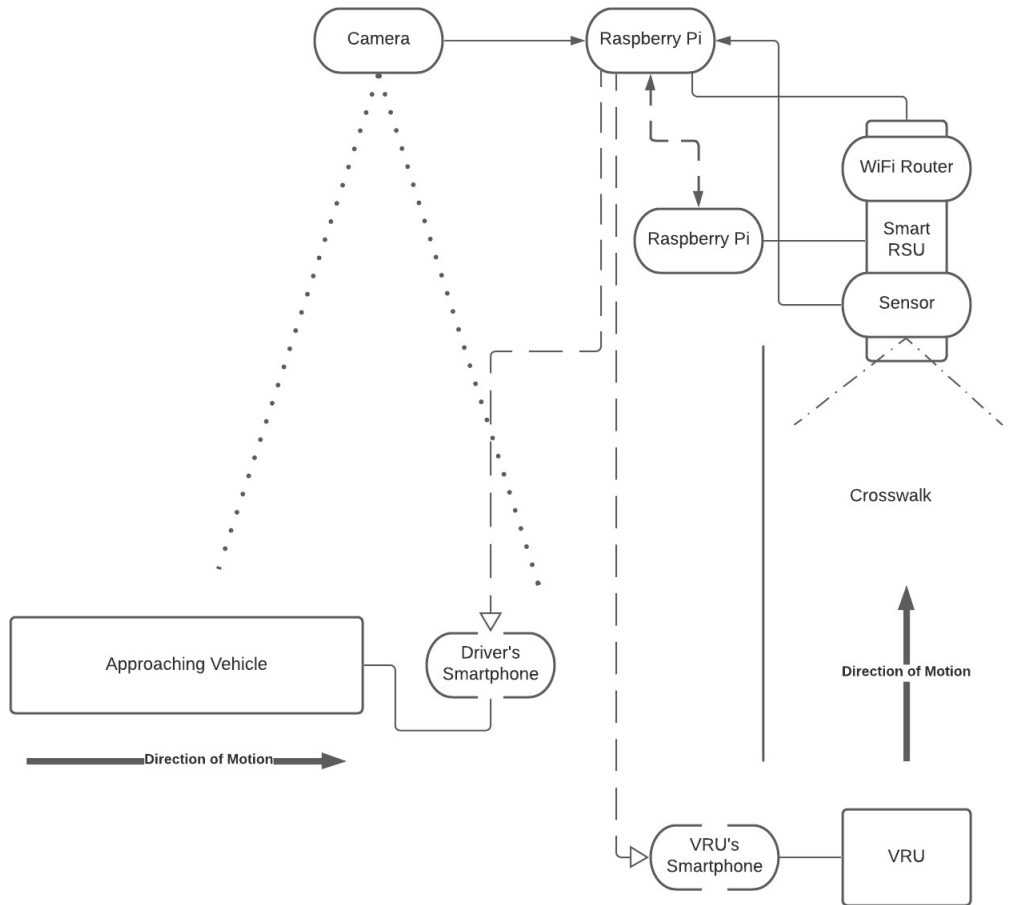 Camera
Raspberry Pi
WiFi Router
Raspberry Pi
Smart
RSU
Sensor
Crosswalk
Driver's
Smartphone
Approaching Vehicle
Direction of Motion
Direction of Motion
VRU's
Smartphone
VRU